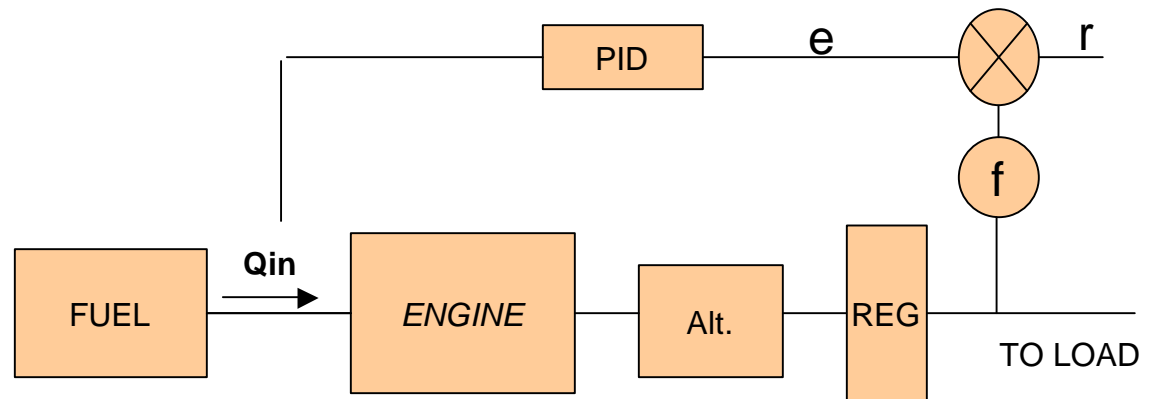 PID
e
r
f
Qin
FUEL
ENGINE
Alt.
REG
TO LOAD